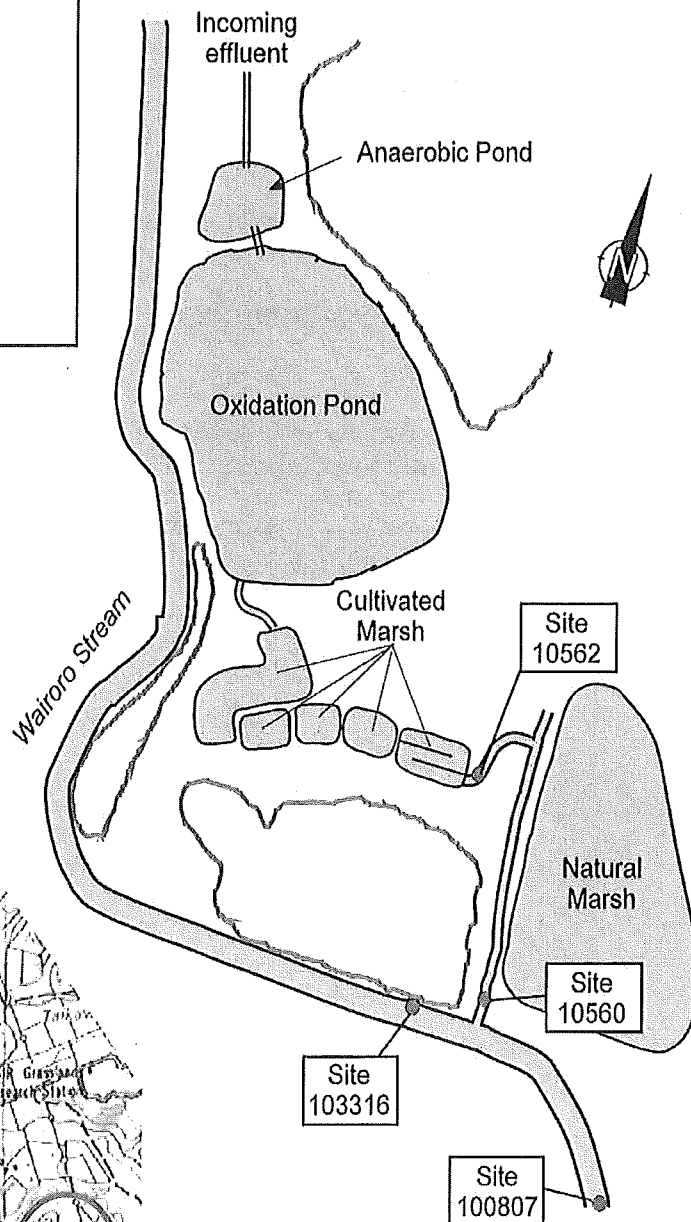 Incoming
effluent
Anaerobic Pond
N
Oxidation Pond
Cultivated
Marsh
Site
10562
Wairoro Stream
Natural
Marsh
Site
10560
Site
103316
Site
100807